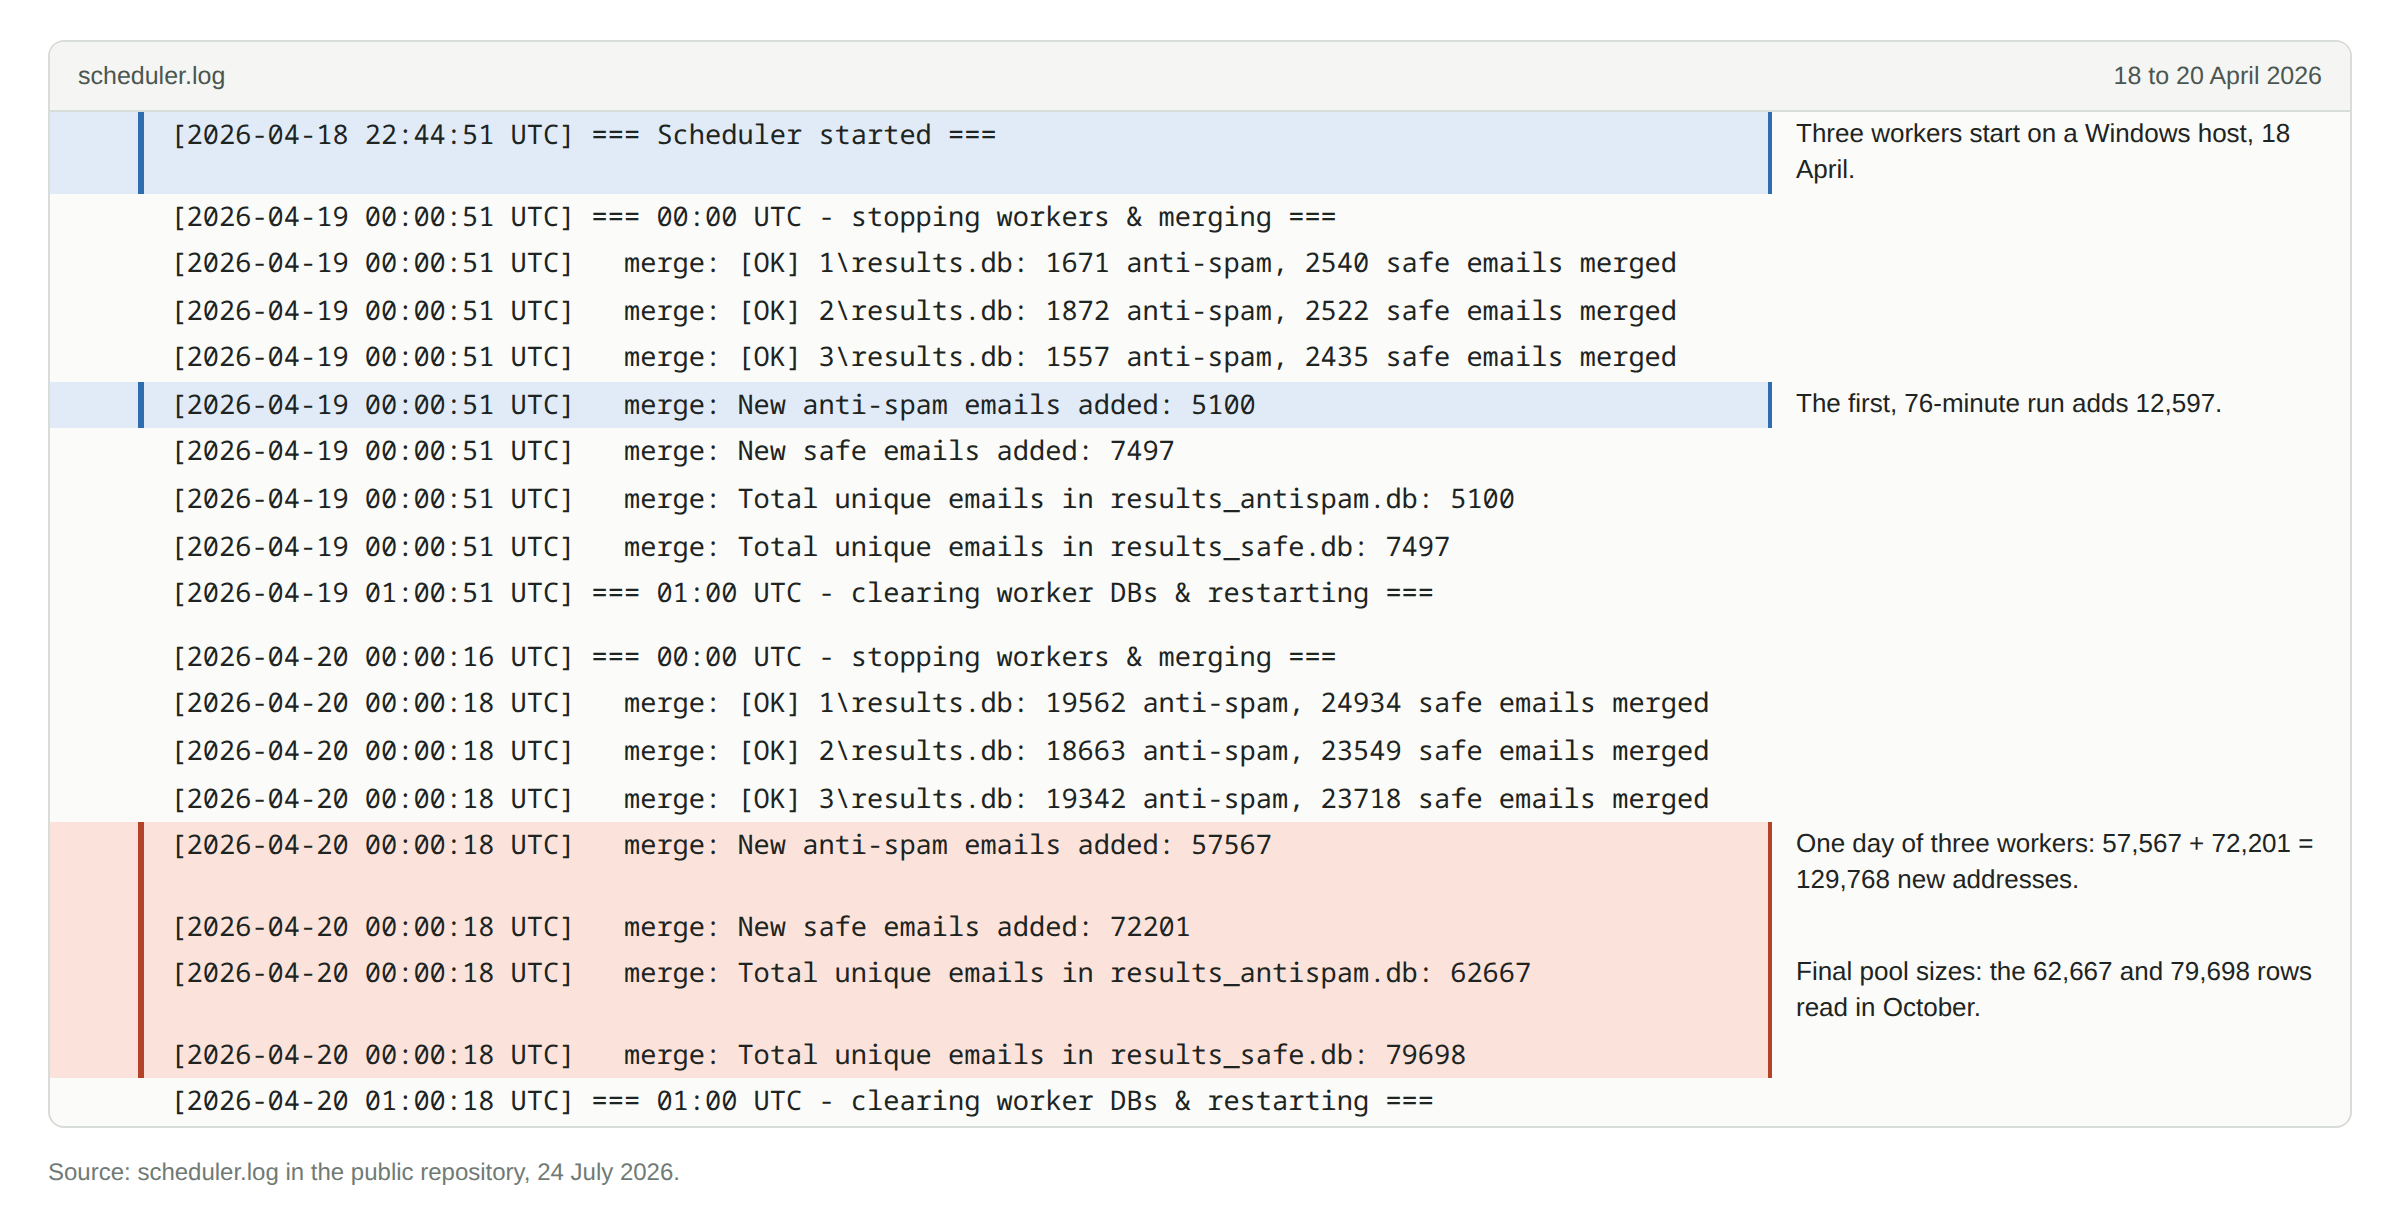 scheduler.log
18 to 20 April 2026
[2026-04-18 22:44:51 UTC] === Scheduler started ===
Three workers start on a Windows host, 18
April.
[2026-04-19 00:00:51 UTC] === 00:00 UTC - stopping workers & merging ===
[2026-04-19 00:00:51 UTC]   merge: [OK] 1\results.db: 1671 anti-spam, 2540 safe emails merged
[2026-04-19 00:00:51 UTC]   merge: [OK] 2\results.db: 1872 anti-spam, 2522 safe emails merged
[2026-04-19 00:00:51 UTC]   merge: [OK] 3\results.db: 1557 anti-spam, 2435 safe emails merged
[2026-04-19 00:00:51 UTC]   merge: New anti-spam emails added: 5100
The first, 76-minute run adds 12,597.
[2026-04-19 00:00:51 UTC]   merge: New safe emails added: 7497
[2026-04-19 00:00:51 UTC]   merge: Total unique emails in results_antispam.db: 5100
[2026-04-19 00:00:51 UTC]   merge: Total unique emails in results_safe.db: 7497
[2026-04-19 01:00:51 UTC] === 01:00 UTC - clearing worker DBs & restarting ===
[2026-04-20 00:00:16 UTC] === 00:00 UTC - stopping workers & merging ===
[2026-04-20 00:00:18 UTC]   merge: [OK] 1\results.db: 19562 anti-spam, 24934 safe emails merged
[2026-04-20 00:00:18 UTC]   merge: [OK] 2\results.db: 18663 anti-spam, 23549 safe emails merged
[2026-04-20 00:00:18 UTC]   merge: [OK] 3\results.db: 19342 anti-spam, 23718 safe emails merged
[2026-04-20 00:00:18 UTC]   merge: New anti-spam emails added: 57567
One day of three workers: 57,567 + 72,201 =
129,768 new addresses.
[2026-04-20 00:00:18 UTC]   merge: New safe emails added: 72201
[2026-04-20 00:00:18 UTC]   merge: Total unique emails in results_antispam.db: 62667
Final pool sizes: the 62,667 and 79,698 rows
read in October.
[2026-04-20 00:00:18 UTC]   merge: Total unique emails in results_safe.db: 79698
[2026-04-20 01:00:18 UTC] === 01:00 UTC - clearing worker DBs & restarting ===
Source: scheduler.log in the public repository, 24 July 2026.